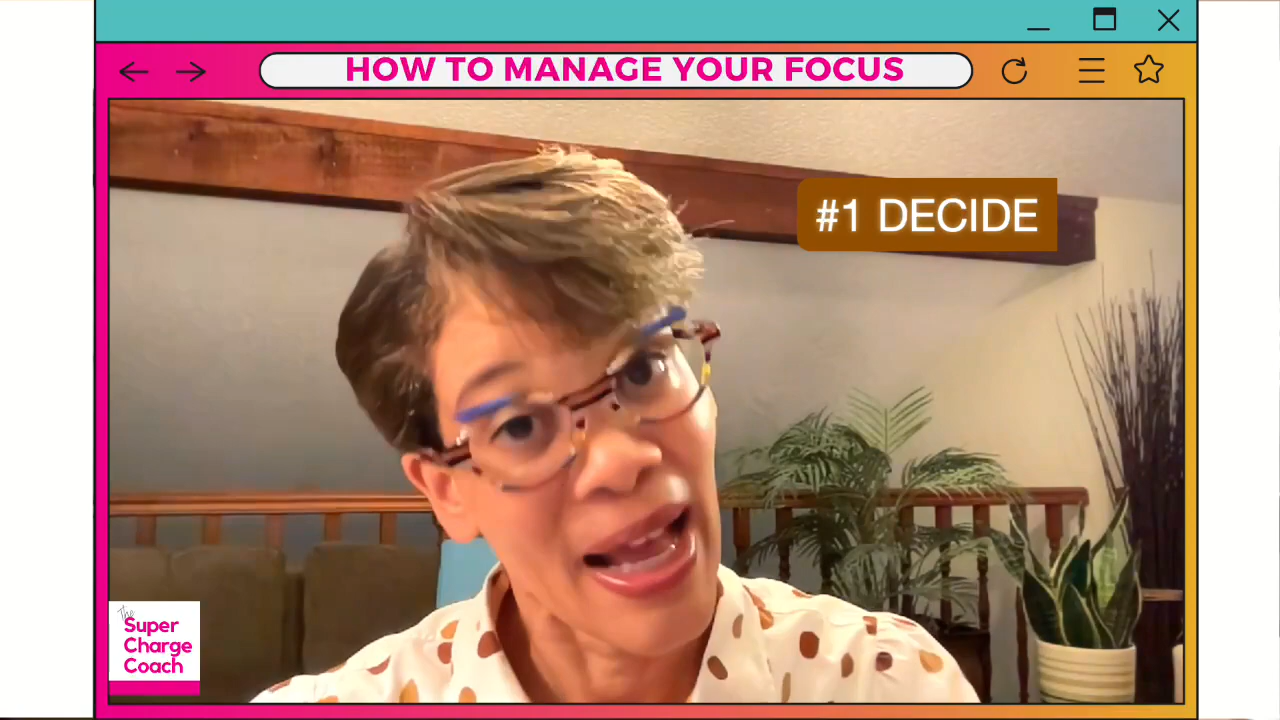 HOW TO MANAGE YOUR FOCUS
#1 DECIDE
The
Super
Charge
Coach